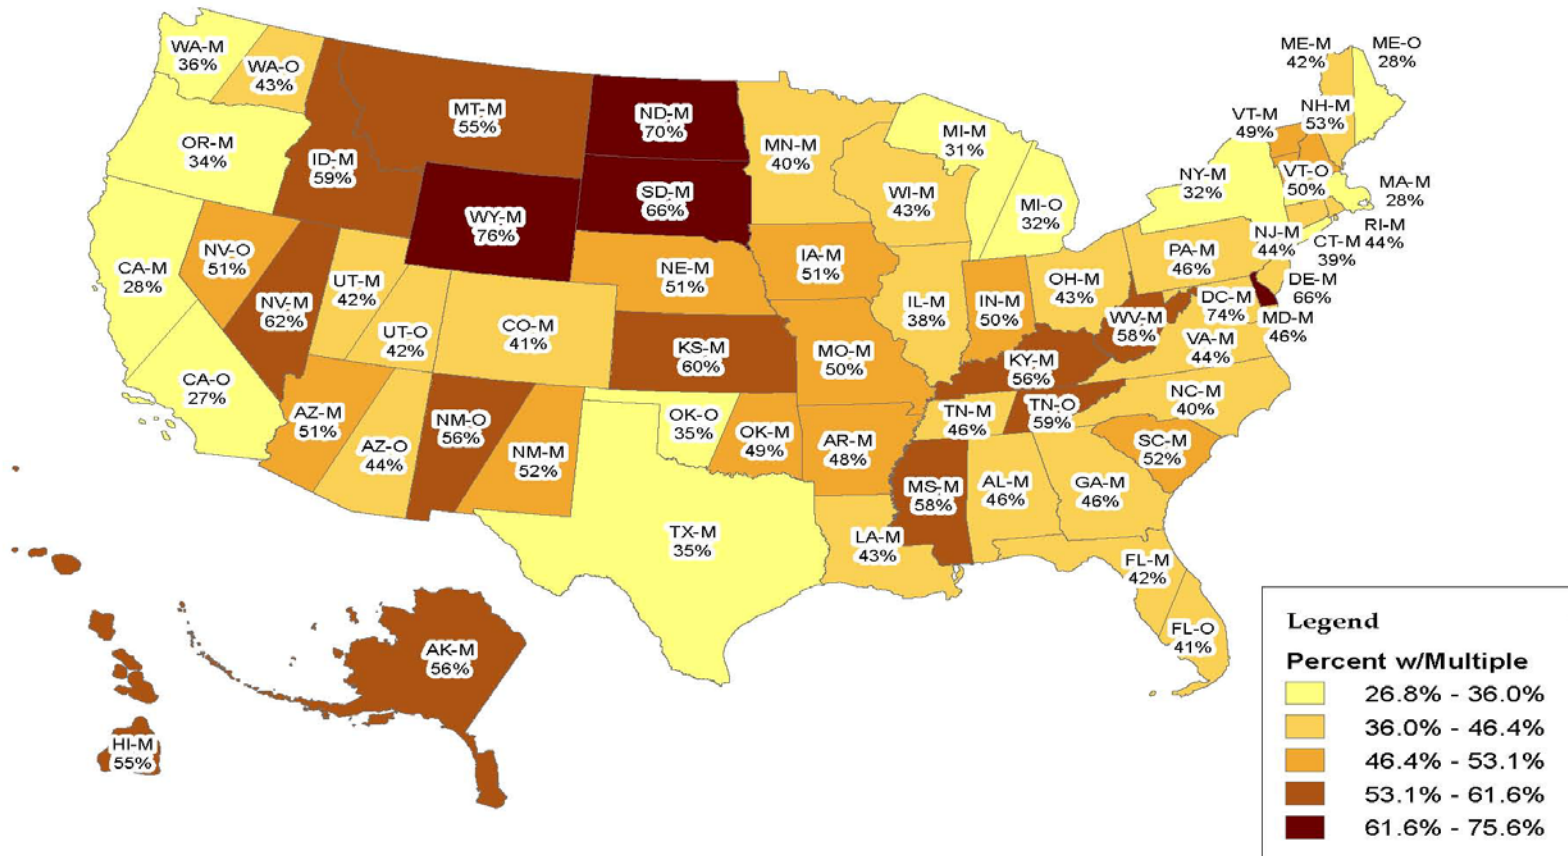 WA-M
36%
WA-O
43%
MT-M
55%
ND-M
70%
MN-M
40%
MI-M
31%
ME-M
42%
ME-O
28%
VT-M
49%
NH-M
53%
OR-M
34%
ID-M
59%
WY-M
76%
SD-M
66%
WI-M
43%
MI-O
32%
NY-M
32%
VT-O
50%
MA-M
28%
RI-M
44%
CT-M
39%
NJ-M
44%
PA-M
46%
DE-M
66%
DC-M
74%
MD-M
46%
CA-M
28%
NV-O
51%
NV-M
62%
UT-M
42%
UT-O
42%
CO-M
41%
NE-M
51%
IA-M
51%
IL-M
38%
IN-M
50%
OH-M
43%
WV-M
58%
VA-M
44%
KS-M
60%
MO-M
50%
KY-M
56%
CA-O
27%
AZ-M
51%
AZ-O
44%
NM-O
56%
NM-M
52%
OK-O
35%
OK-M
49%
AR-M
48%
TN-M
46%
TN-O
59%
NC-M
40%
SC-M
52%
MS-M
58%
AL-M
46%
GA-M
46%
TX-M
35%
LA-M
43%
FL-M
42%
FL-O
41%
AK-M
56%
HI-M
55%
Legend
Percent w/Multiple
26.8% - 36.0%
36.0% - 46.4%
46.4% - 53.1%
53.1% - 61.6%
61.6% - 75.6%